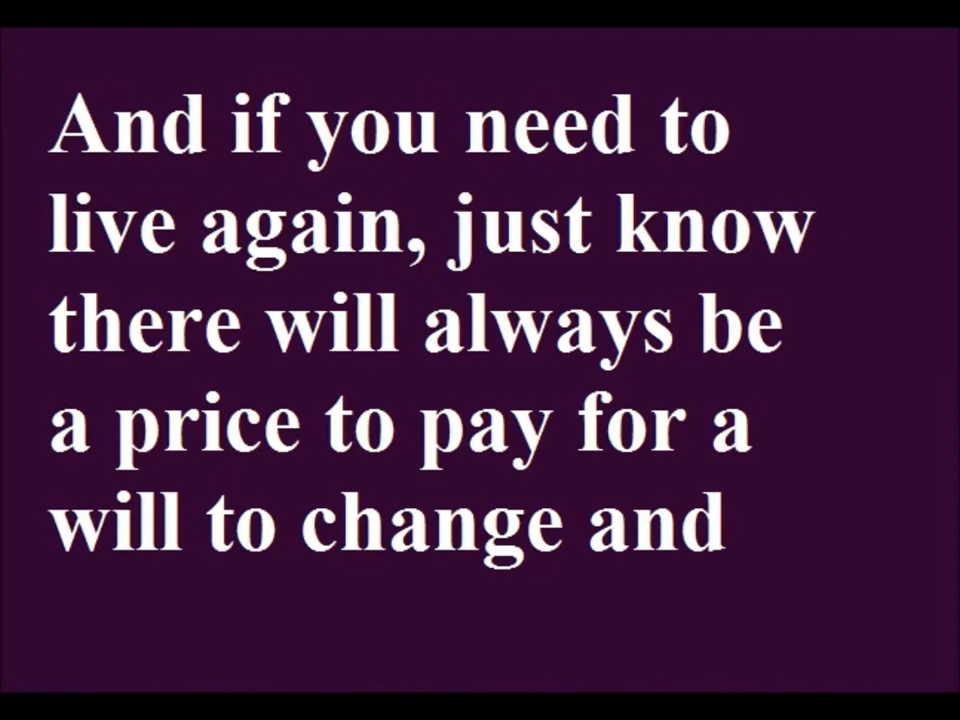 And if you need to
live again, just know
there will always be
a price to pay for a
will to change and